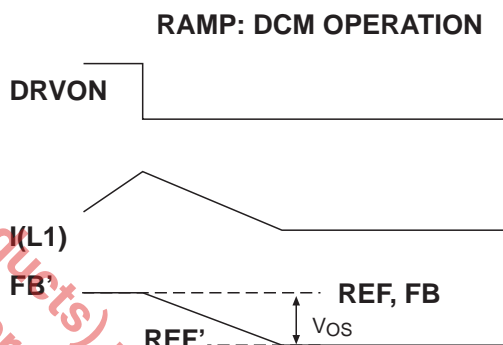 RAMP: DCM OPERATION
DRVON
I(L1)
FB’
REF, FB
VOS
REF’